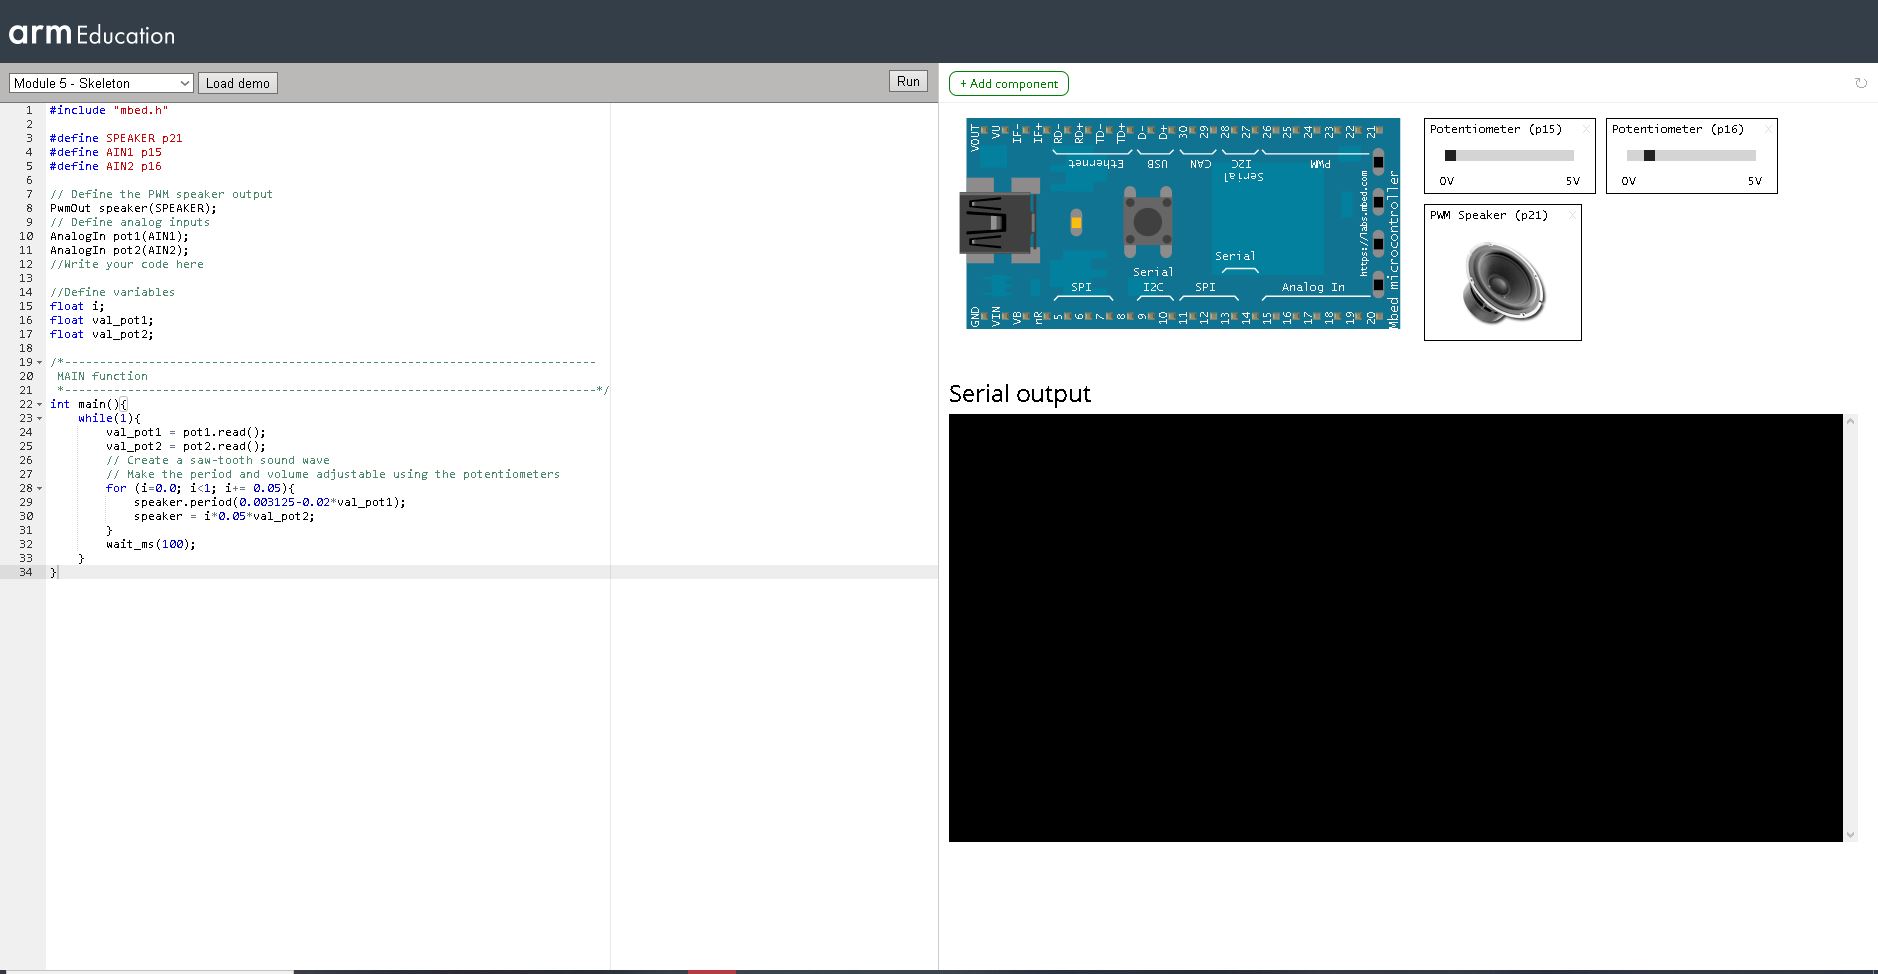 arm Education
Module 5 - Skeleton
Load demo
Run
+ Add component
1 #include "mbed.h"
2
3 #define SPEAKER p21
4 #define AIN1 p15
5 #define AIN2 p16
6
7 // Define the PWM speaker output
8 PwmOut speaker(SPEAKER);
9 // Define analog inputs
10 AnalogIn pot1(AIN1);
11 AnalogIn pot2(AIN2);
12 //Write your code here
13
14 //Define variables
15 float i;
16 float val_pot1;
17 float val_pot2;
18
19 /*----------------------------------------------------------------------------
20 MAIN function
21 *----------------------------------------------------------------------------*/
22 int main(){
23 while(1){
24 val_pot1 = pot1.read();
25 val_pot2 = pot2.read();
26 // Create a saw-tooth sound wave
27 // Make the period and volume adjustable using the potentiometers
28 for (i=0.0; i<1; i+= 0.05){
29 speaker.period(0.003125-0.02*val_pot1);
30 speaker = i*0.05*val_pot2;
31 }
32 wait_ms(100);
33 }
34 }
VOUT VU IF- IF+ RD- RD+ TD- TD+ D- D+ 30 29 28 27 26 25 24 23 22 21
Ethernet USB CAN I2C PWM
Serial
https://labs.mbed.com
Mbed microcontroller
Serial
Serial
SPI I2C SPI Analog In
GND VIN VB nR 5 6 7 8 9 10 11 12 13 14 15 16 17 18 19 20
Potentiometer (p15) x
0V 5V
Potentiometer (p16) x
0V 5V
PWM Speaker (p21) x
Serial output